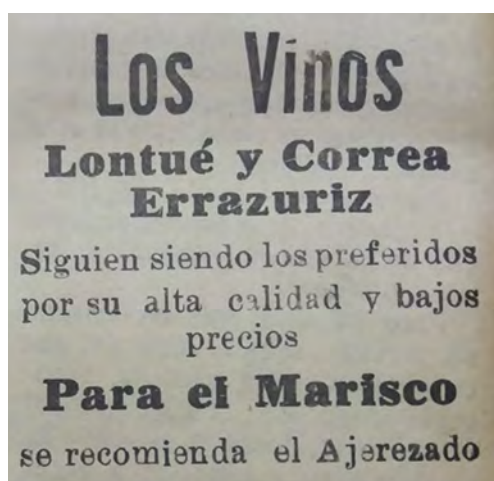 Los Vinos
Lontué y Correa
Errazuriz
Siguien siendo los preferidos
por su alta calidad y bajos
precios
Para el Marisco
se recomienda el Ajerezado